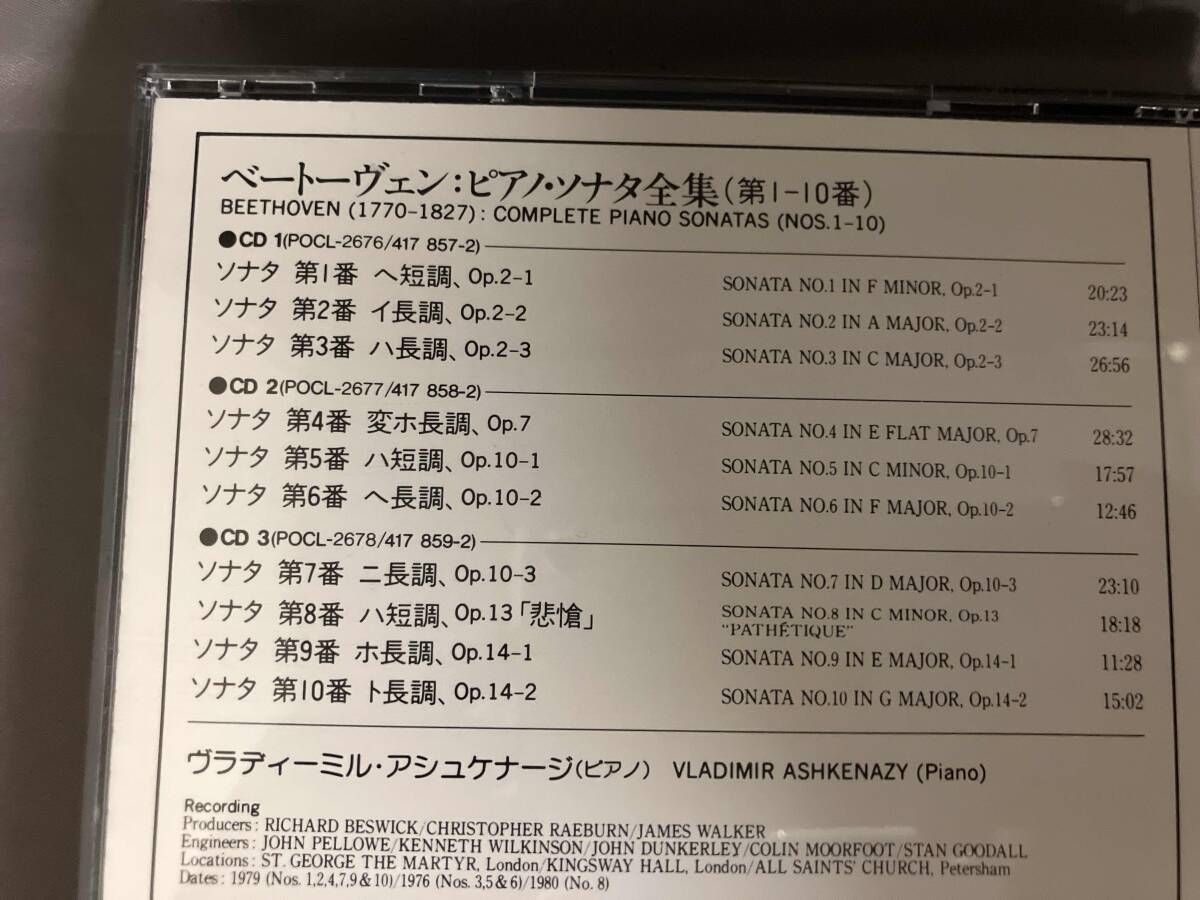 ベートーヴェン:ピアノ・ソナタ全集(第1-10番)
BEETHOVEN (1770-1827): COMPLETE PIANO SONATAS (NOS.1-10)
●CD 1(POCL-2676/417 857-2)
ソナタ 第1番 ヘ短調、Op.2-1 SONATA NO.1 IN F MINOR, Op.2-1 20:23
ソナタ 第2番 イ長調、Op.2-2 SONATA NO.2 IN A MAJOR, Op.2-2 23:14
ソナタ 第3番 ハ長調、Op.2-3 SONATA NO.3 IN C MAJOR, Op.2-3 26:56
●CD 2(POCL-2677/417 858-2)
ソナタ 第4番 変ホ長調、Op.7 SONATA NO.4 IN E FLAT MAJOR, Op.7 28:32
ソナタ 第5番 ハ短調、Op.10-1 SONATA NO.5 IN C MINOR, Op.10-1 17:57
ソナタ 第6番 ヘ長調、Op.10-2 SONATA NO.6 IN F MAJOR, Op.10-2 12:46
●CD 3(POCL-2678/417 859-2)
ソナタ 第7番 ニ長調、Op.10-3 SONATA NO.7 IN D MAJOR, Op.10-3 23:10
ソナタ 第8番 ハ短調、Op.13「悲愴」 SONATA NO.8 IN C MINOR, Op.13 18:18
"PATHÉTIQUE"
ソナタ 第9番 ホ長調、Op.14-1 SONATA NO.9 IN E MAJOR, Op.14-1 11:28
ソナタ 第10番 ト長調、Op.14-2 SONATA NO.10 IN G MAJOR, Op.14-2 15:02
ヴラディーミル・アシュケナージ(ピアノ) VLADIMIR ASHKENAZY (Piano)
Recording
Producers: RICHARD BESWICK/CHRISTOPHER RAEBURN/JAMES WALKER
Engineers: JOHN PELLOWE/KENNETH WILKINSON/JOHN DUNKERLEY/COLIN MOORFOOT/STAN GOODALL
Locations: ST. GEORGE THE MARTYR, London/KINGSWAY HALL, London/ALL SAINTS' CHURCH, Petersham
Dates: 1979 (Nos. 1,2,4,7,9 & 10)/1976 (Nos. 3,5 & 6)/1980 (No. 8)